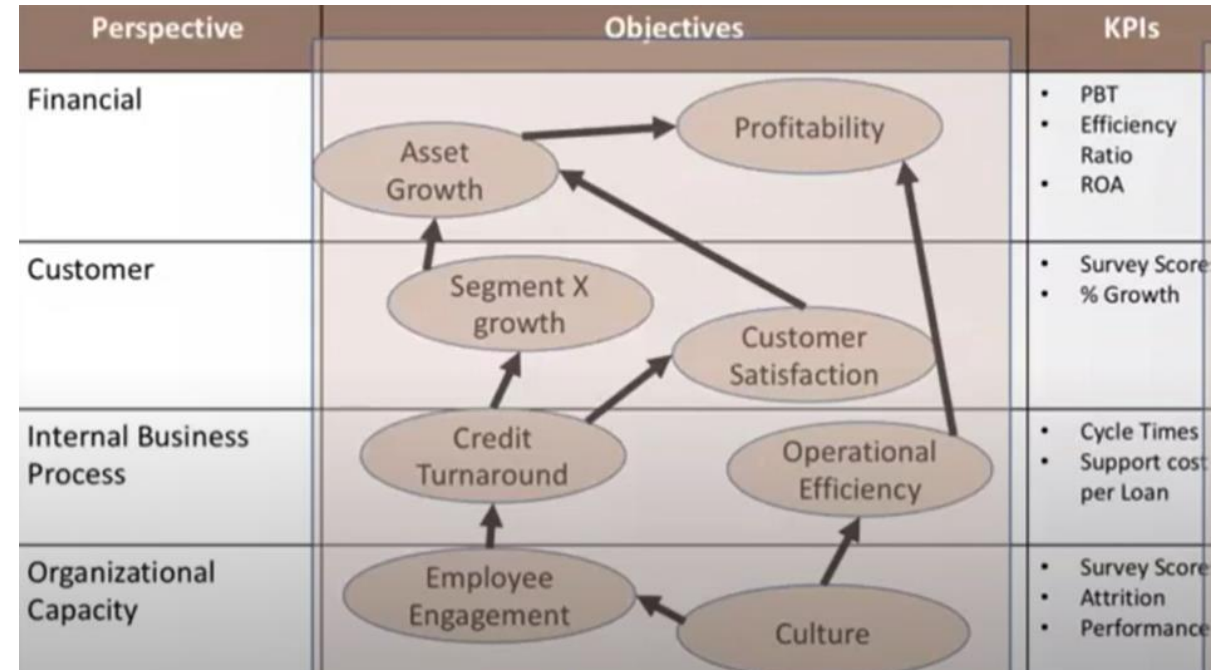 Perspective
Objectives
KPIs
Financial
Asset
Growth
Profitability
• PBT
• Efficiency
Ratio
• ROA
Customer
Segment X
growth
Customer
Satisfaction
• Survey Score
• % Growth
Internal Business
Process
Credit
Turnaround
Operational
Efficiency
• Cycle Times
• Support cost
per Loan
Organizational
Capacity
Employee
Engagement
Culture
• Survey Score
• Attrition
• Performance